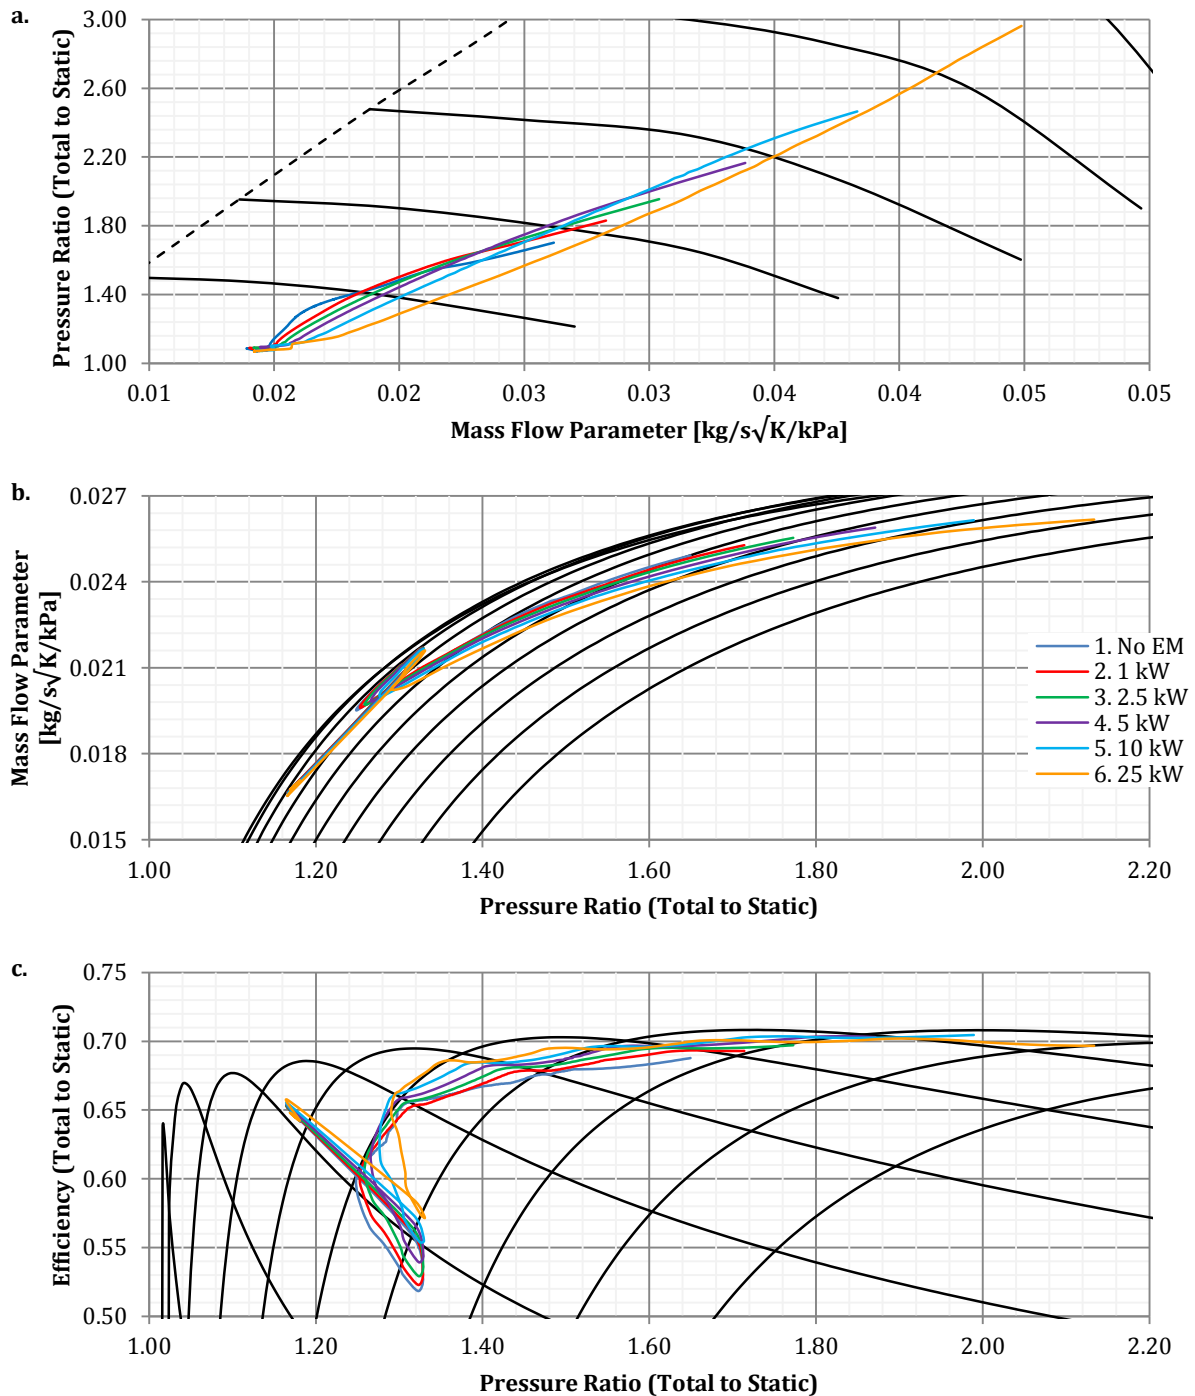 a.
Pressure Ratio (Total to Static)
3.00
2.60
2.20
1.80
1.40
1.00
0.01 0.02 0.02 0.02 0.03 0.04 0.04 0.05 0.05
Mass Flow Parameter [kg/s√K/kPa]
b.
Mass Flow Parameter
[kg/s√K/kPa]
0.027
0.024
0.021
0.018
0.015
1. No EM
2. 1 kW
3. 2.5 kW
4. 5 kW
5. 10 kW
6. 25 kW
1.00 1.20 1.40 1.60 1.80 2.00 2.20
Pressure Ratio (Total to Static)
c.
Efficiency (Total to Static)
0.75
0.70
0.65
0.60
0.55
0.50
1.00 1.20 1.40 1.60 1.80 2.00 2.20
Pressure Ratio (Total to Static)